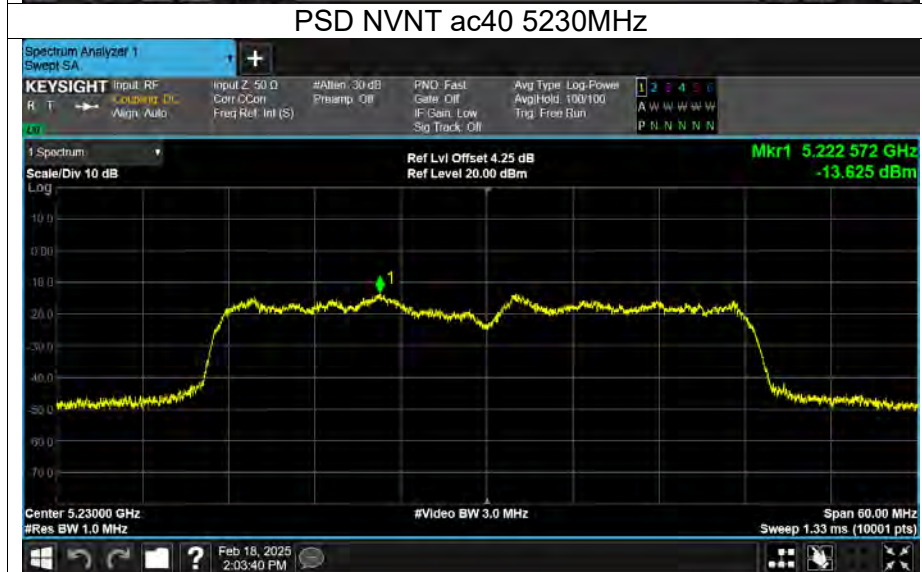 PSD NVNT ac40 5230MHz
Spectrum Analyzer 1
Swept SA
+
KEYSIGHT Input: RF Input Z: 50 Ω #Atten: 30 dB PNO: Fast Avg Type: Log-Power 1 2 3 4 5 6
R T Coupling: DC Corr CCorr Preamp: Off Gate: Off Avg|Hold: 100/100 A W W W W W
Align: Auto Freq Ref: Int (S) IF Gain: Low Trig: Free Run
Sig Track: Off P N N N N N
1 Spectrum Ref Lvl Offset 4.25 dB Mkr1 5.222 572 GHz
Scale/Div 10 dB Ref Level 20.00 dBm -13.625 dBm
Log
10.0
0.00
1
-10.0
-20.0
-30.0
-40.0
-50.0
-60.0
-70.0
Center 5.23000 GHz #Video BW 3.0 MHz Span 60.00 MHz
#Res BW 1.0 MHz Sweep 1.33 ms (10001 pts)
? Feb 18, 2025
2:03:40 PM